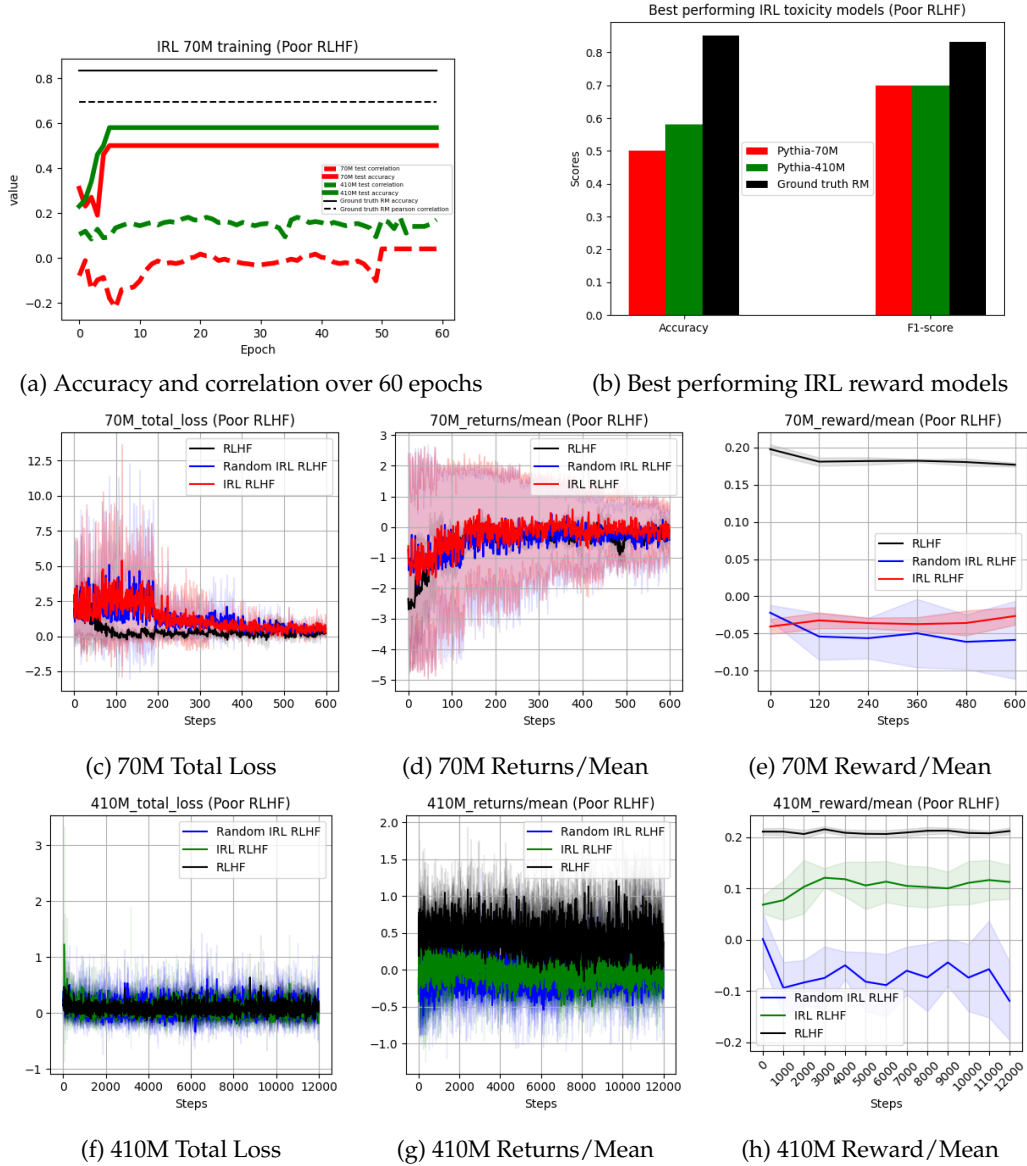 IRL 70M training (Poor RLHF)
0.8
0.6
0.4
0.2
0.0
−0.2
value
70M test correlation
70M test accuracy
410M test correlation
410M test accuracy
Ground truth RM accuracy
Ground truth RM pearson correlation
0 10 20 30 40 50 60
Epoch
(a) Accuracy and correlation over 60 epochs
Best performing IRL toxicity models (Poor RLHF)
0.8
0.7
0.6
0.5
0.4
0.3
0.2
0.1
0.0
Scores
Pythia-70M
Pythia-410M
Ground truth RM
Accuracy F1-score
(b) Best performing IRL reward models
70M_total_loss (Poor RLHF)
12.5
10.0
7.5
5.0
2.5
0.0
−2.5
RLHF
Random IRL RLHF
IRL RLHF
0 100 200 300 400 500 600
Steps
(c) 70M Total Loss
70M_returns/mean (Poor RLHF)
3
2
1
0
−1
−2
−3
−4
−5
RLHF
Random IRL RLHF
IRL RLHF
0 100 200 300 400 500 600
Steps
(d) 70M Returns/Mean
70M_reward/mean (Poor RLHF)
0.20
0.15
0.10
0.05
0.00
−0.05
−0.10
RLHF
Random IRL RLHF
IRL RLHF
0 120 240 360 480 600
Steps
(e) 70M Reward/Mean
410M_total_loss (Poor RLHF)
3
2
1
0
−1
Random IRL RLHF
IRL RLHF
RLHF
0 2000 4000 6000 8000 10000 12000
Steps
(f) 410M Total Loss
410M_returns/mean (Poor RLHF)
2.0
1.5
1.0
0.5
0.0
−0.5
−1.0
Random IRL RLHF
IRL RLHF
RLHF
0 2000 4000 6000 8000 10000 12000
Steps
(g) 410M Returns/Mean
410M_reward/mean (Poor RLHF)
0.2
0.1
0.0
−0.1
−0.2
Random IRL RLHF
IRL RLHF
RLHF
0 1000 2000 3000 4000 5000 6000 7000 8000 9000 10000 11000 12000
Steps
(h) 410M Reward/Mean